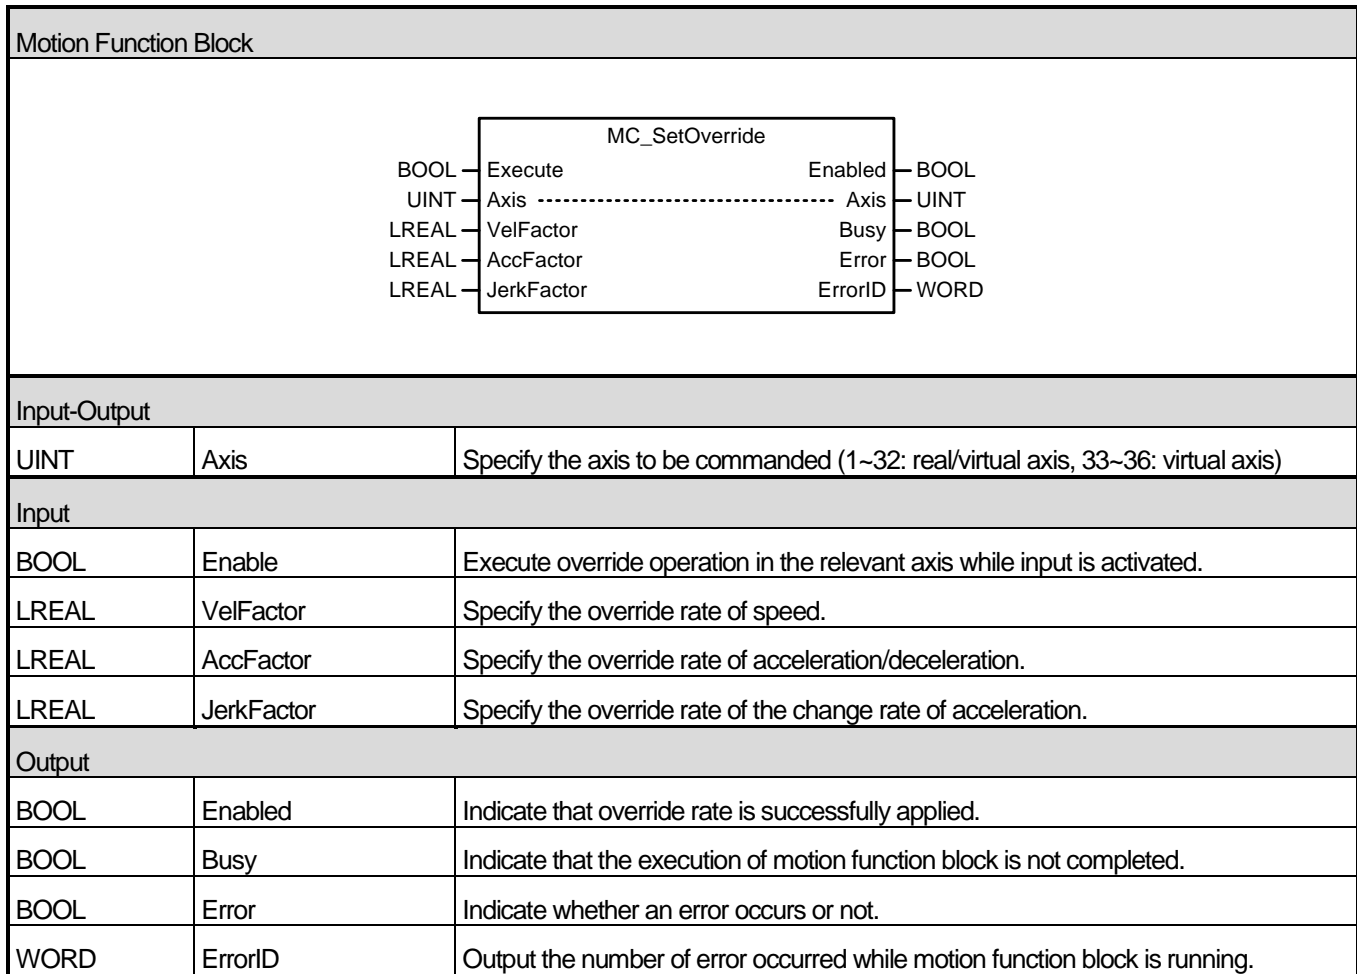 Motion Function Block
MC_SetOverride
BOOL Execute Enabled BOOL
UINT Axis Axis UINT
LREAL VelFactor Busy BOOL
LREAL AccFactor Error BOOL
LREAL JerkFactor ErrorID WORD
Input-Output
UINT Axis Specify the axis to be commanded (1~32: real/virtual axis, 33~36: virtual axis)
Input
BOOL Enable Execute override operation in the relevant axis while input is activated.
LREAL VelFactor Specify the override rate of speed.
LREAL AccFactor Specify the override rate of acceleration/deceleration.
LREAL JerkFactor Specify the override rate of the change rate of acceleration.
Output
BOOL Enabled Indicate that override rate is successfully applied.
BOOL Busy Indicate that the execution of motion function block is not completed.
BOOL Error Indicate whether an error occurs or not.
WORD ErrorID Output the number of error occurred while motion function block is running.